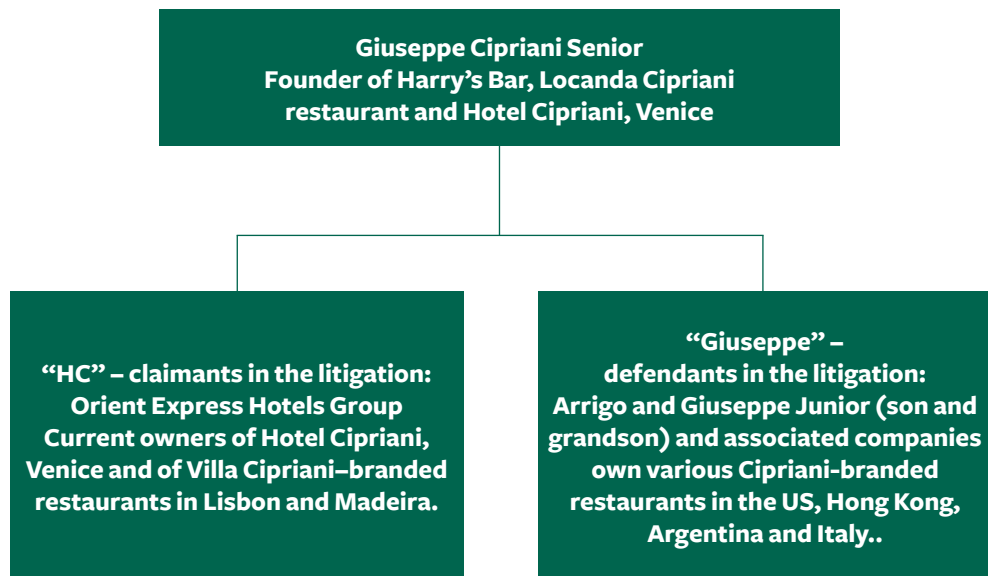 Giuseppe Cipriani Senior
Founder of Harry’s Bar, Locanda Cipriani
restaurant and Hotel Cipriani, Venice
“HC” – claimants in the litigation:
Orient Express Hotels Group
Current owners of Hotel Cipriani,
Venice and of Villa Cipriani–branded
restaurants in Lisbon and Madeira.
“Giuseppe” –
defendants in the litigation:
Arrigo and Giuseppe Junior (son and
grandson) and associated companies
own various Cipriani-branded
restaurants in the US, Hong Kong,
Argentina and Italy..